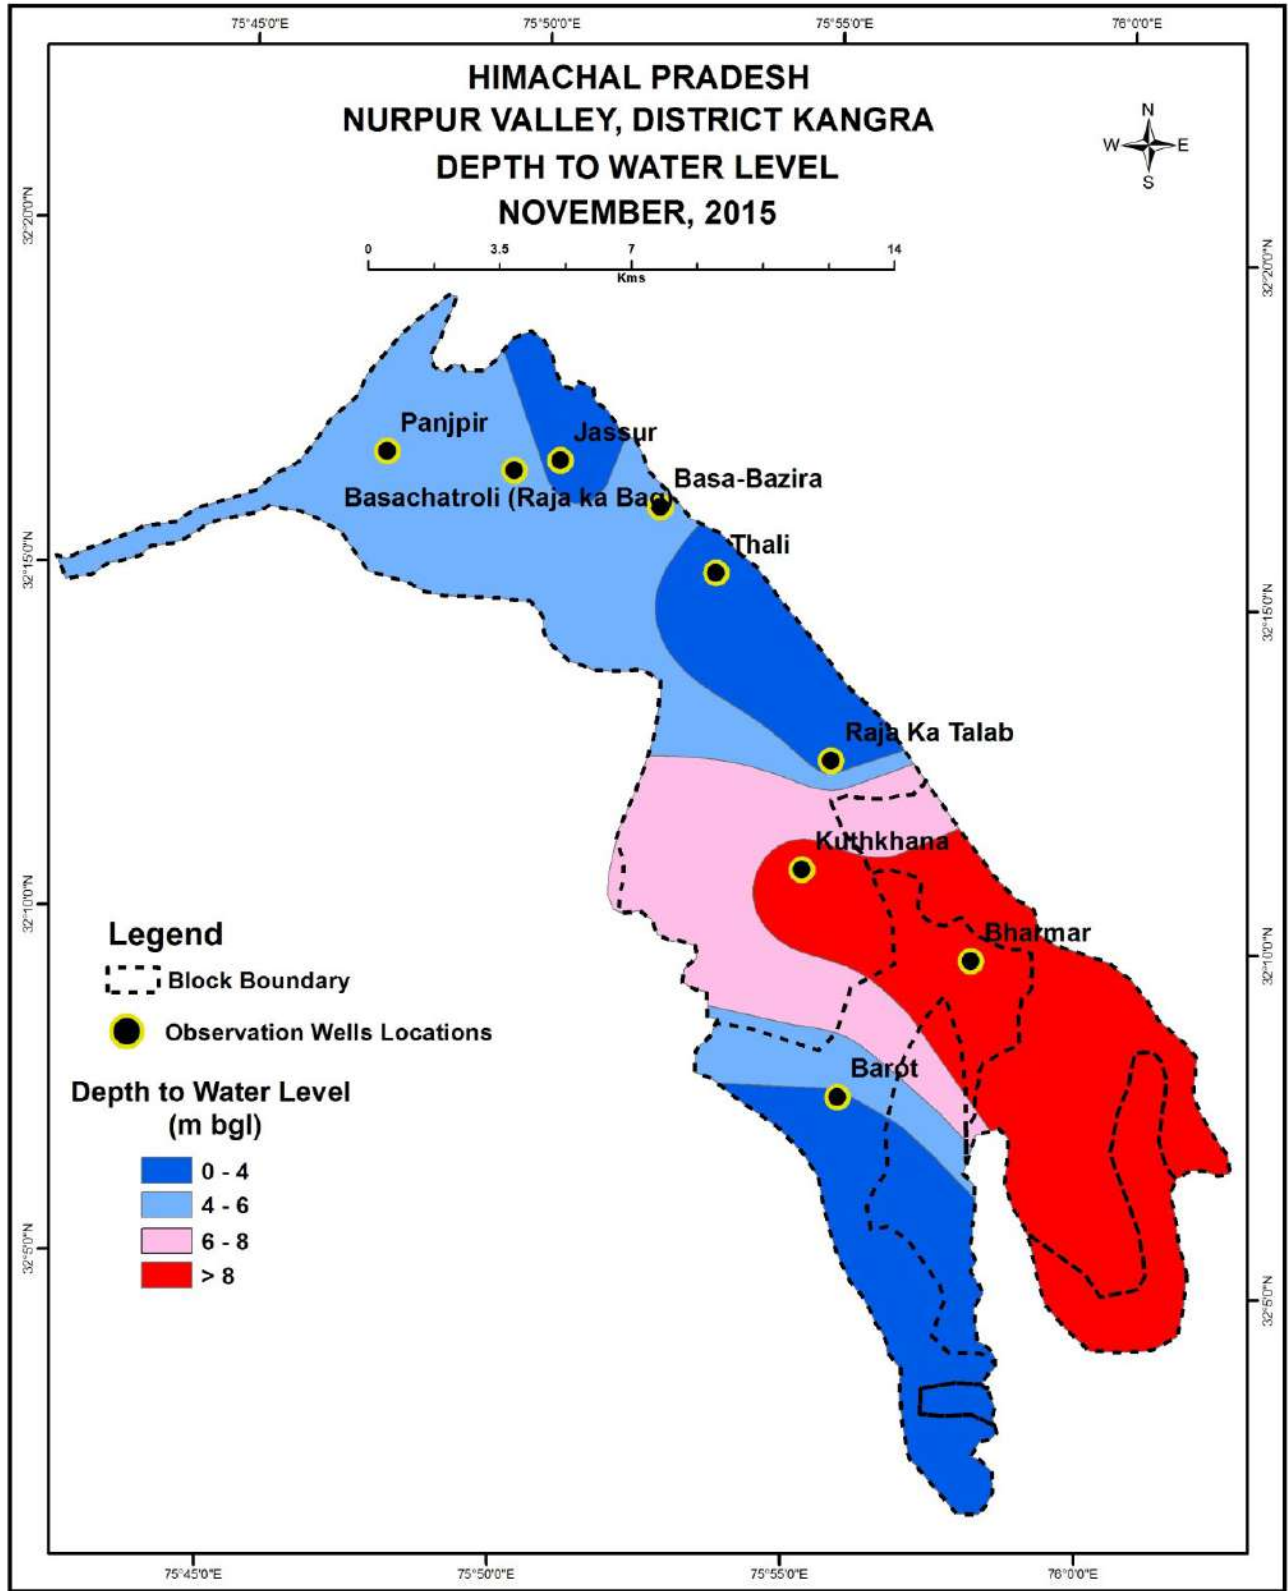 75°45'0"E 75°50'0"E 75°55'0"E 76°0'0"E
HIMACHAL PRADESH
NURPUR VALLEY, DISTRICT KANGRA
DEPTH TO WATER LEVEL
NOVEMBER, 2015
N
W E
S
0 3.5 7 14
Kms
32°20'0"N
32°20'0"N
Panjpir
Jassur
Basa-Bazira
Basachatroli (Raja ka Bag)
Thali
32°15'0"N
32°15'0"N
Raja Ka Talab
Kuthkhana
32°10'0"N
32°10'0"N
Bharmar
Barot
Legend
Block Boundary
Observation Wells Locations
Depth to Water Level
(m bgl)
0 - 4
4 - 6
6 - 8
> 8
32°5'0"N
32°5'0"N
75°45'0"E 75°50'0"E 75°55'0"E 76°0'0"E